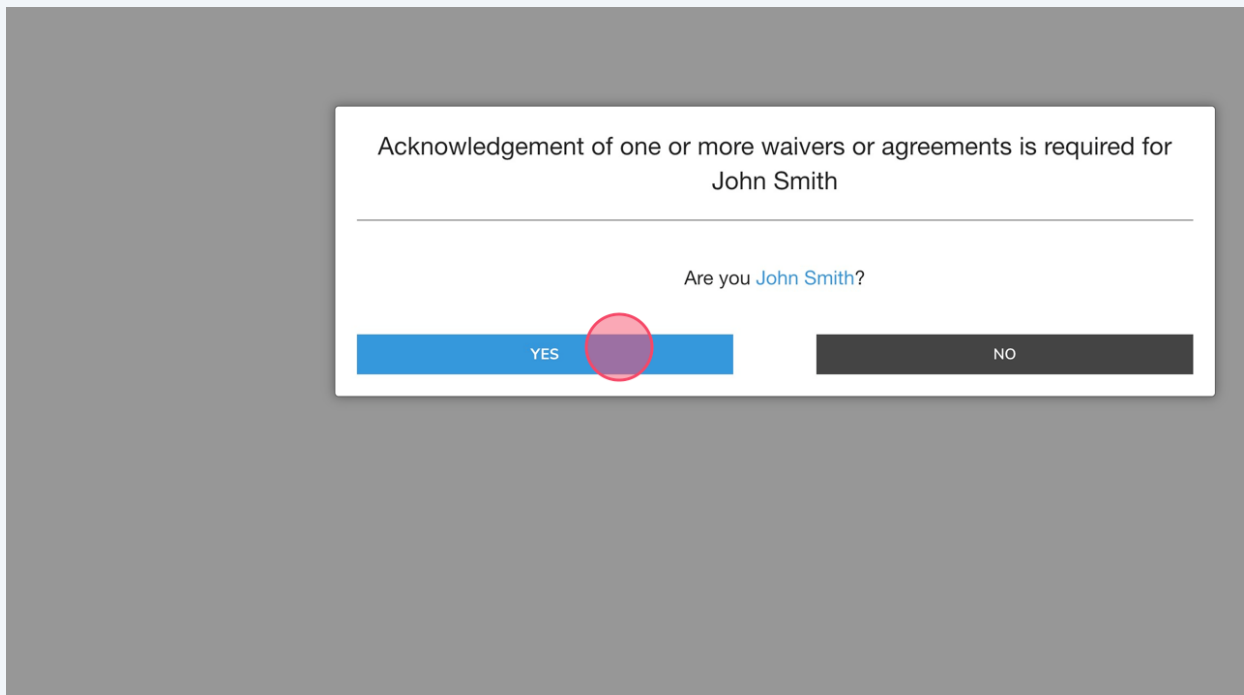 Acknowledgement of one or more waivers or agreements is required for
John Smith
Are you John Smith?
YES
NO